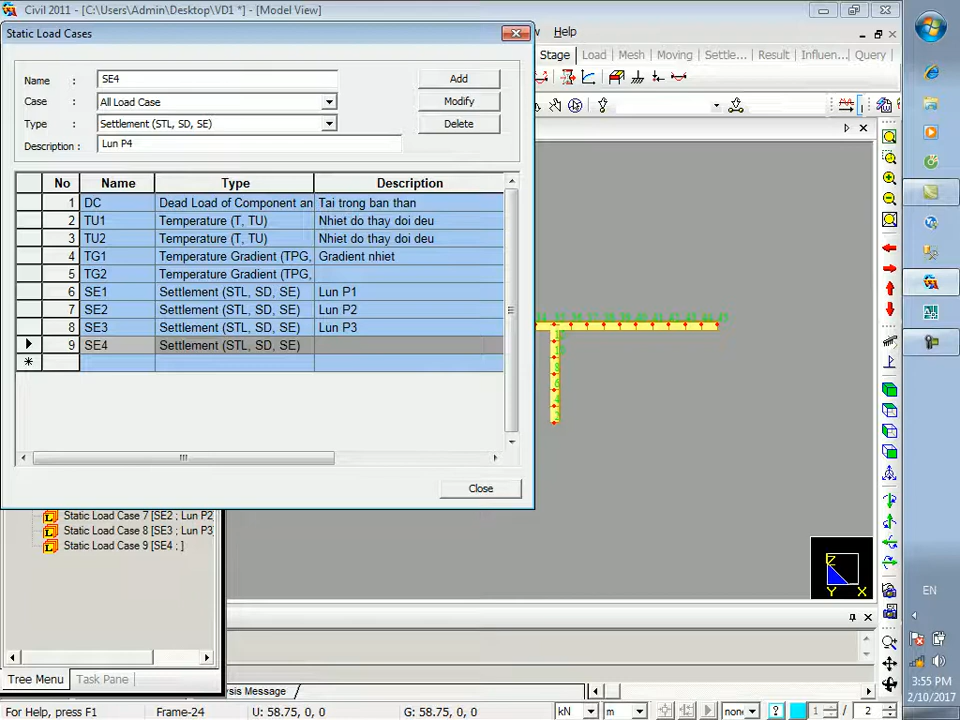 Civil 2011 - [C:\Users\Admin\Desktop\VD1 *] - [Model View]
Static Load Cases
Help
Stage
Load
Mesh
Moving
Settle...
Result
Influen...
Query
Name :
SE4
Add
Case :
All Load Case
Modify
Type :
Settlement (STL, SD, SE)
Delete
Description :
Lun P4
No Name Type Description
1 DC Dead Load of Component an Tai trong ban than
2 TU1 Temperature (T, TU) Nhiet do thay doi deu
3 TU2 Temperature (T, TU) Nhiet do thay doi deu
4 TG1 Temperature Gradient (TPG, Gradient nhiet
5 TG2 Temperature Gradient (TPG,
6 SE1 Settlement (STL, SD, SE) Lun P1
7 SE2 Settlement (STL, SD, SE) Lun P2
8 SE3 Settlement (STL, SD, SE) Lun P3
9 SE4 Settlement (STL, SD, SE)
Close
Static Load Case 7 [SE2 ; Lun P2
Static Load Case 8 [SE3 ; Lun P3
Static Load Case 9 [SE4 ; ]
Z
Y X
EN
Tree Menu
Task Pane
ysis Message
For Help, press F1
Frame-24
U: 58.75, 0, 0
G: 58.75, 0, 0
kN
m
non
1 / 2
3:55 PM
2/10/2017